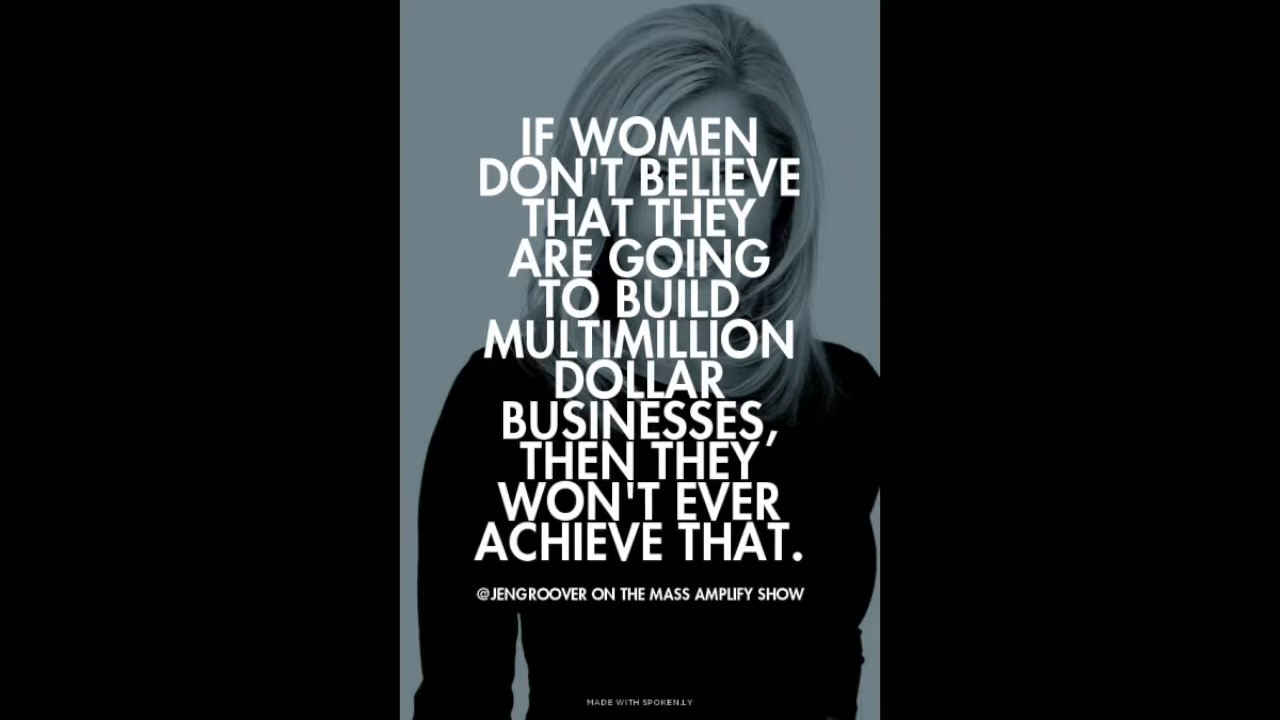 IF WOMEN
DON'T BELIEVE
THAT THEY
ARE GOING
TO BUILD
MULTIMILLION
DOLLAR
BUSINESSES,
THEN THEY
WON'T EVER
ACHIEVE THAT.
@JENGROOVER ON THE MASS AMPLIFY SHOW
MADE WITH SPOKEN.LY